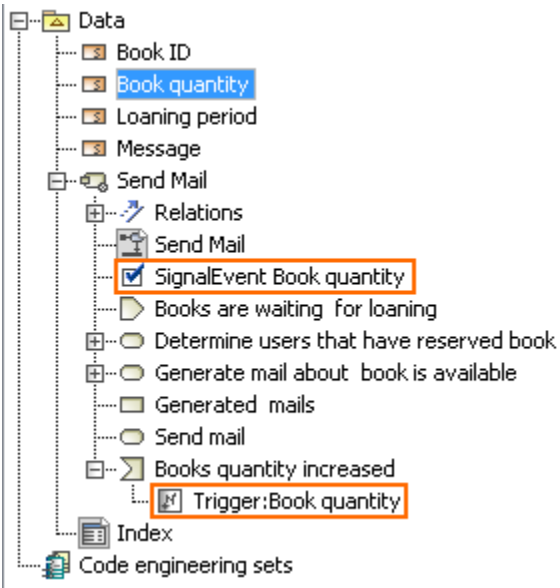 Data
Book ID
Book quantity
Loaning period
Message
Send Mail
Relations
Send Mail
SignalEvent Book quantity
Books are waiting for loaning
Determine users that have reserved book
Generate mail about book is available
Generated mails
Send mail
Books quantity increased
Trigger:Book quantity
Index
Code engineering sets